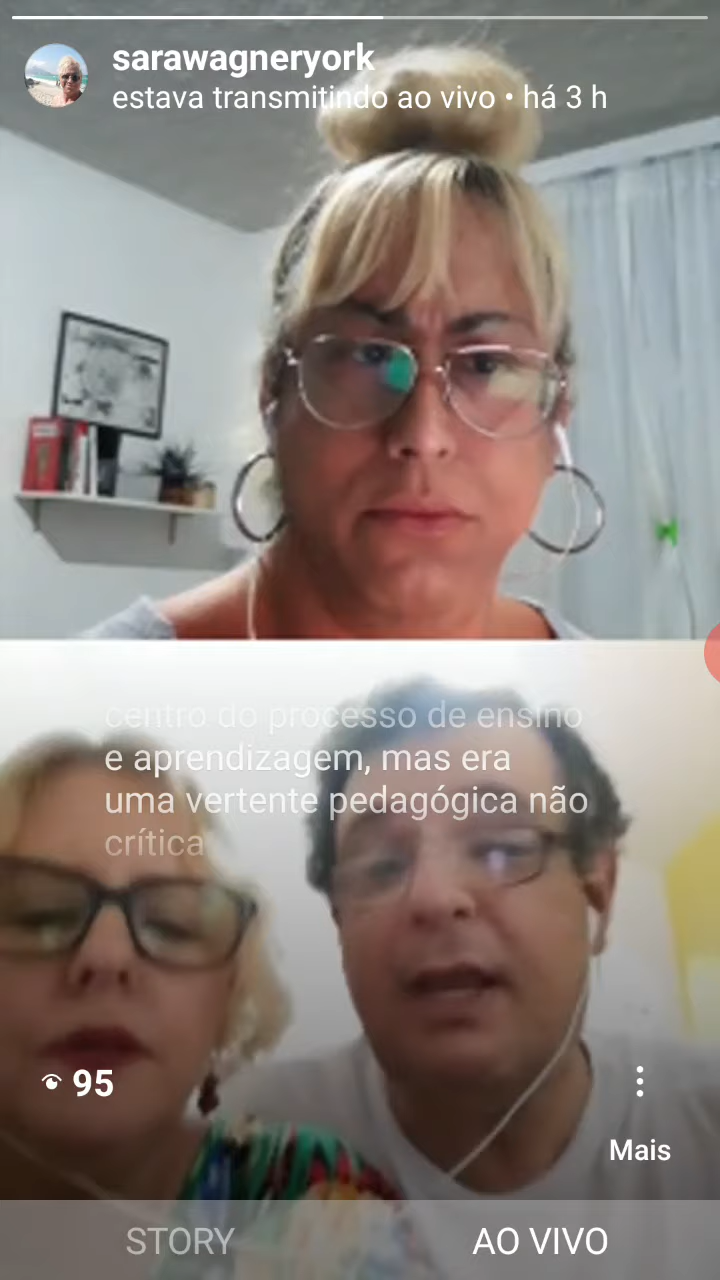 sarawagneryork
estava transmitindo ao vivo • há 3 h
centro do processo de ensino
e aprendizagem, mas era
uma vertente pedagógica não
crítica
95
Mais
STORY
AO VIVO